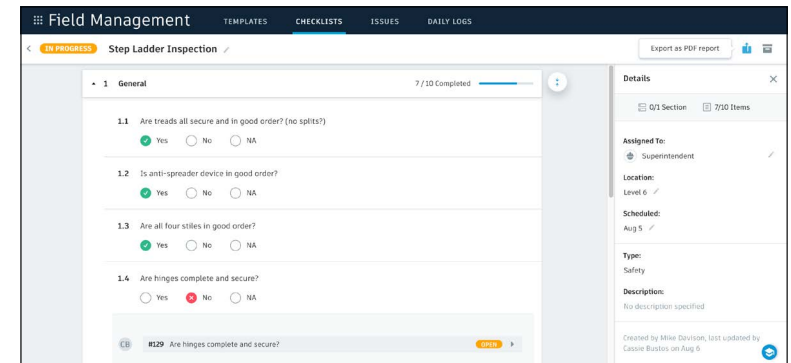 Field Management TEMPLATES CHECKLISTS ISSUES DAILY LOGS
IN PROGRESS Step Ladder Inspection Export as PDF report
1 General 7 / 10 Completed
1.1 Are treads all secure and in good order? (no splits?)
Yes No NA
1.2 Is anti-spreader device in good order?
Yes No NA
1.3 Are all four stiles in good order?
Yes No NA
1.4 Are hinges complete and secure?
Yes No NA
CB #129 Are hinges complete and secure? OPEN
Details
0/1 Section 7/10 Items
Assigned To:
Superintendent
Location:
Level 6
Scheduled:
Aug 5
Type:
Safety
Description:
No description specified
Created by Mike Davison, last updated by
Cassie Bustos on Aug 6